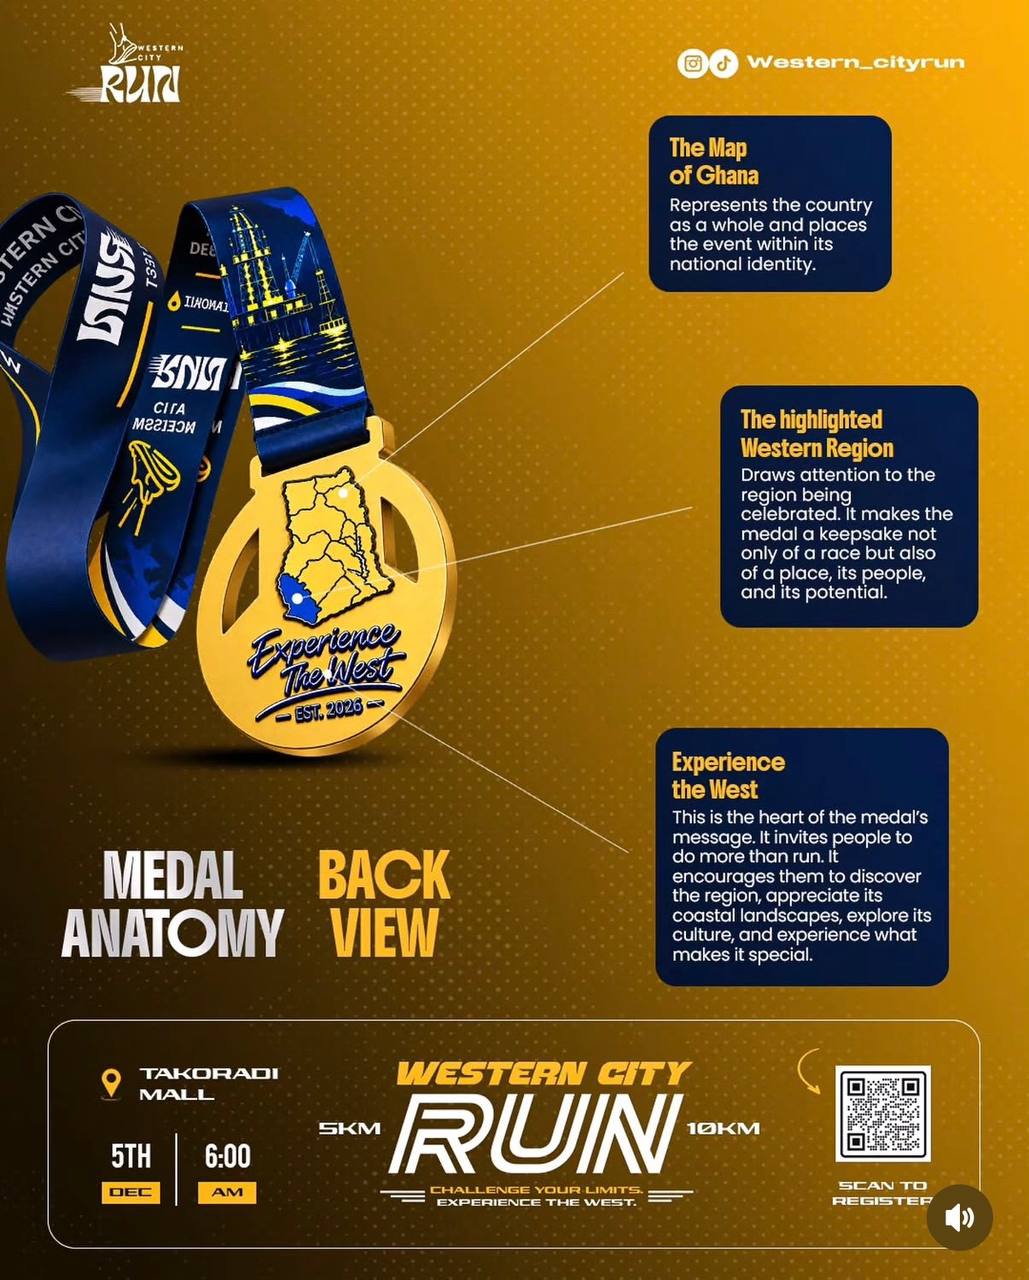 WESTERN
CITY
RUN
Western_cityrun
The Map
of Ghana
Represents the country
as a whole and places
the event within its
national identity.
The highlighted
Western Region
Draws attention to the
region being
celebrated. It makes the
medal a keepsake not
only of a race but also
of a place, its people,
and its potential.
Experience
The West
EST. 2026
Experience
the West
This is the heart of the medal's
message. It invites people to
do more than run. It
encourages them to discover
the region, appreciate its
coastal landscapes, explore its
culture, and experience what
makes it special.
MEDAL
ANATOMY
BACK
VIEW
TAKORADI
MALL
5TH
DEC
6:00
AM
WESTERN CITY
5KM RUN 10KM
CHALLENGE YOUR LIMITS.
EXPERIENCE THE WEST.
SCAN TO
REGISTER